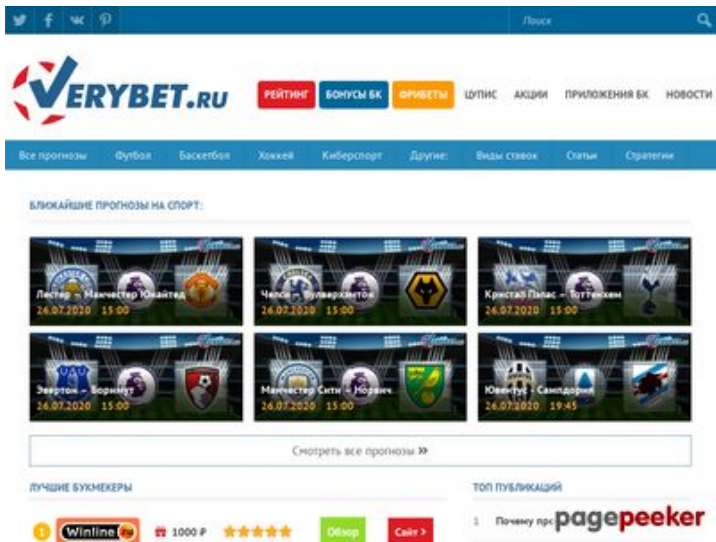 Поиск
VERYBET.RU
РЕЙТИНГ БОНУСЫ БК ФРИБЕТЫ ЦУПИС АКЦИИ ПРИЛОЖЕНИЯ БК НОВОСТИ
Все прогнозы Футбол Баскетбол Хоккей Киберспорт Другие: Виды ставок Статьи Стратегии
БЛИЖАЙШИЕ ПРОГНОЗЫ НА СПОРТ:
Лестер – Манчестер Юнайтед
26.07.2020 15:00
Челси – Вулверхэмптон
26.07.2020 15:00
Кристал Пэлас – Тоттенхэм
26.07.2020 15:00
Эвертон – Борнмут
26.07.2020 15:00
Манчестер Сити – Норвич
26.07.2020 15:00
Ювентус – Сампдория
26.07.2020 19:45
Смотреть все прогнозы »
ЛУЧШИЕ БУКМЕКЕРЫ
1 Winline ru 1000 ₽ Обзор Сайт >
ТОП ПУБЛИКАЦИЙ
1 Почему
pagepeeker